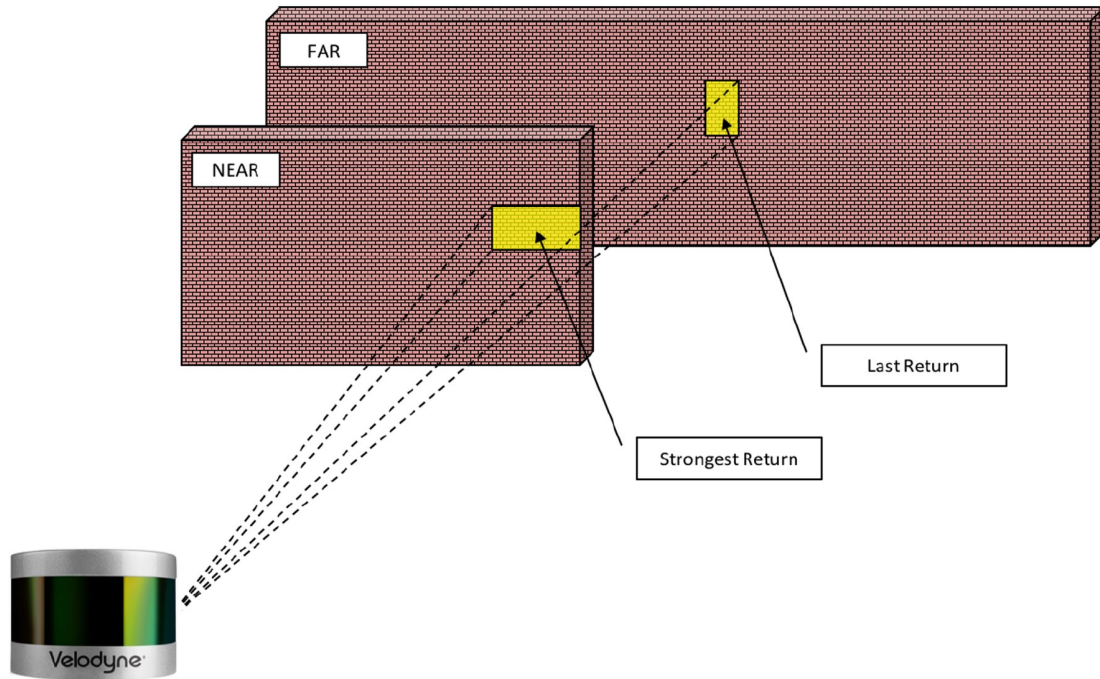 FAR
NEAR
Last Return
Strongest Return
Velodyne®